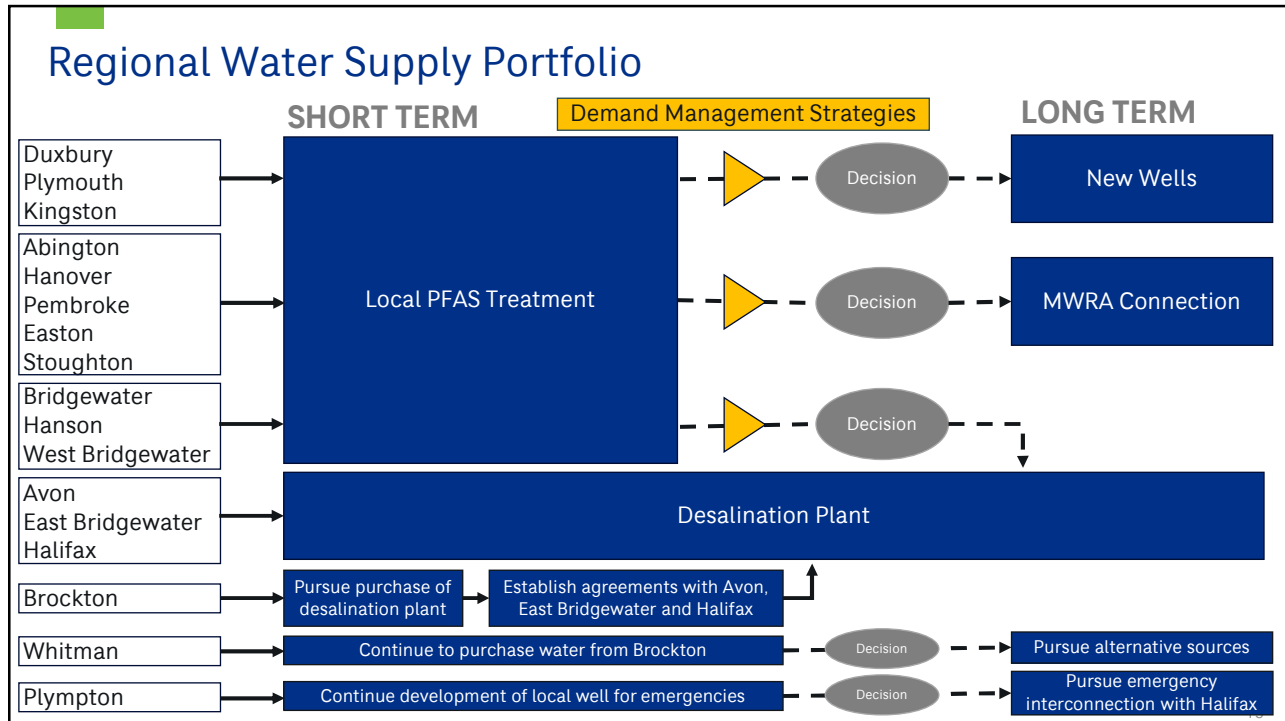 Regional Water Supply Portfolio
SHORT TERM
Demand Management Strategies
LONG TERM
Duxbury
Plymouth
Kingston
Decision
New Wells
Abington
Hanover
Pembroke
Easton
Stoughton
Local PFAS Treatment
Decision
MWRA Connection
Bridgewater
Hanson
West Bridgewater
Decision
Avon
East Bridgewater
Halifax
Desalination Plant
Brockton
Pursue purchase of
desalination plant
Establish agreements with Avon,
East Bridgewater and Halifax
Whitman
Continue to purchase water from Brockton
Decision
Pursue alternative sources
Plympton
Continue development of local well for emergencies
Decision
Pursue emergency
interconnection with Halifax